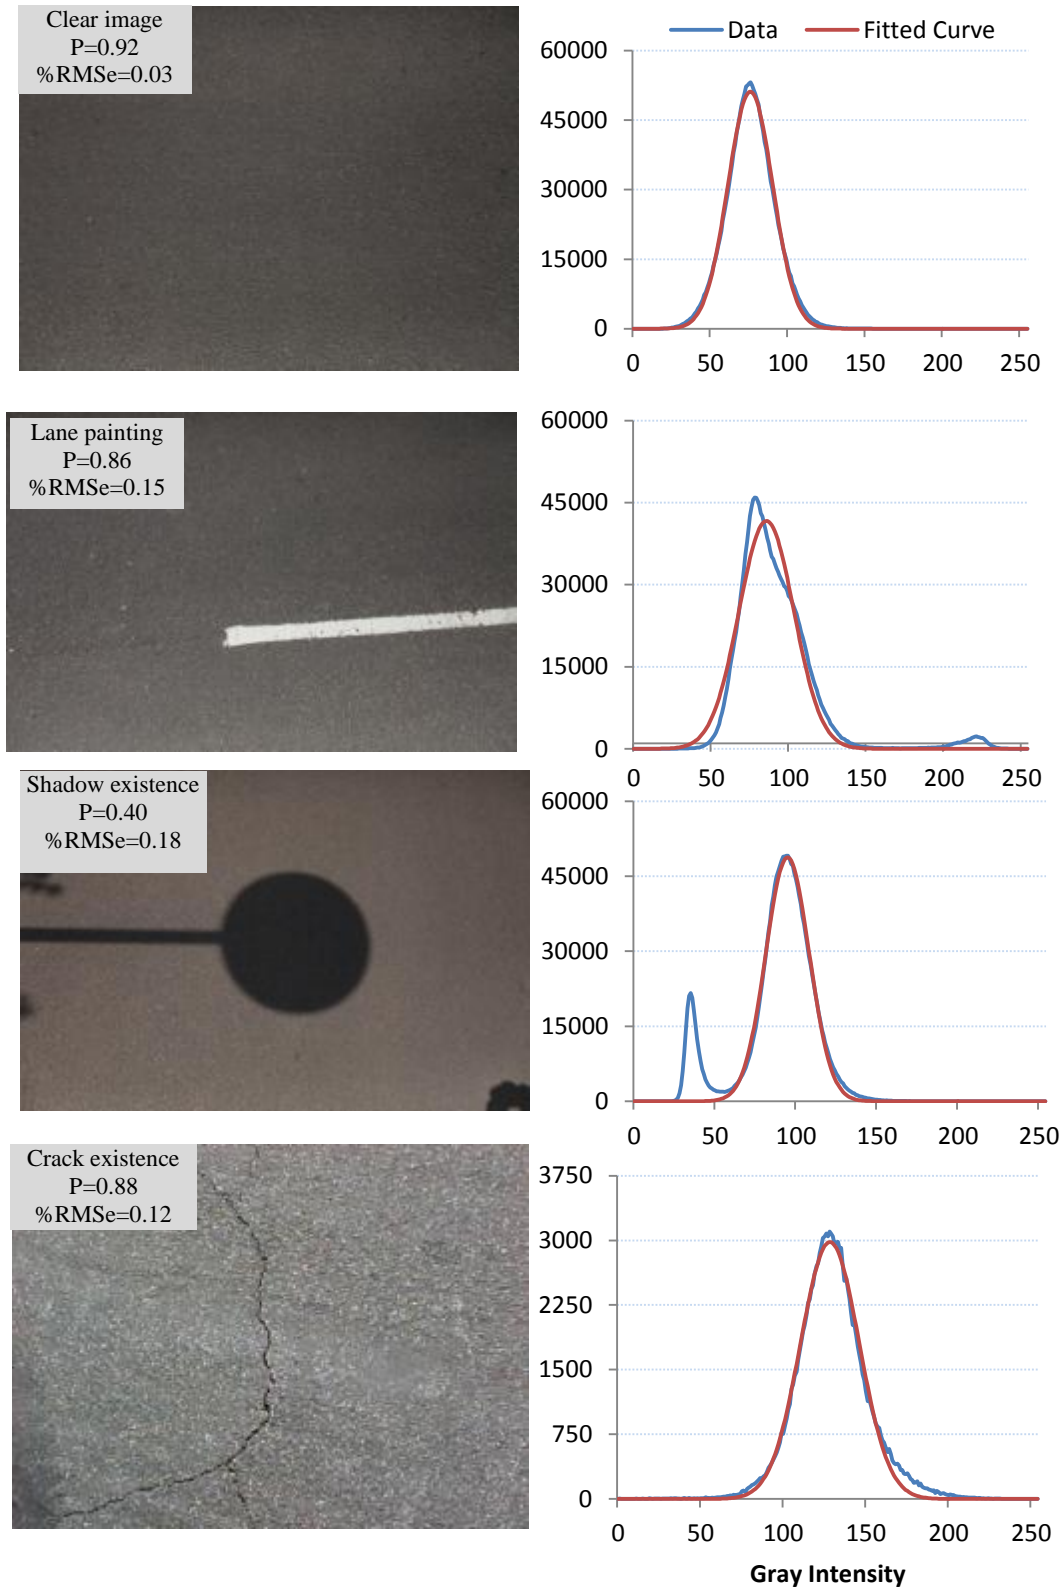 Clear image
P=0.92
%RMSe=0.03
Data Fitted Curve
60000
45000
30000
15000
0
0 50 100 150 200 250
Lane painting
P=0.86
%RMSe=0.15
60000
45000
30000
15000
0
0 50 100 150 200 250
Shadow existence
P=0.40
%RMSe=0.18
60000
45000
30000
15000
0
0 50 100 150 200 250
Crack existence
P=0.88
%RMSe=0.12
3750
3000
2250
1500
750
0
0 50 100 150 200 250
Gray Intensity